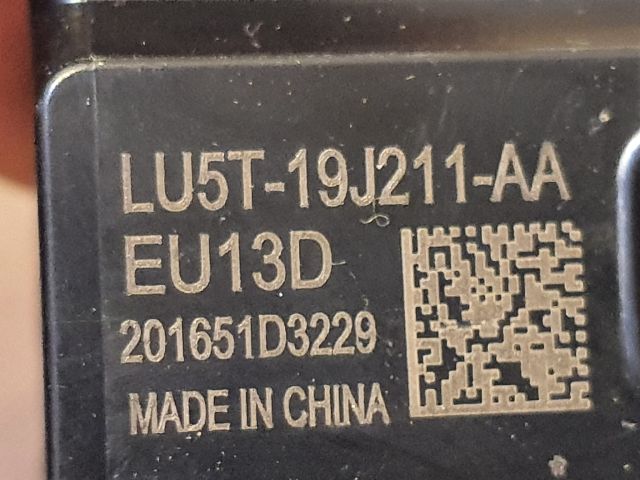 LU5T-19J211-AA
EU13D
201651D3229
MADE IN CHINA